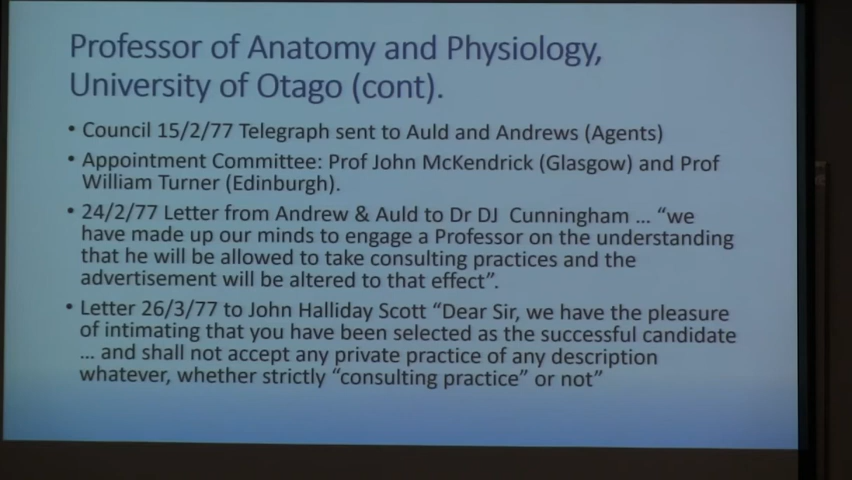 Professor of Anatomy and Physiology,
University of Otago (cont).
• Council 15/2/77 Telegraph sent to Auld and Andrews (Agents)
• Appointment Committee: Prof John McKendrick (Glasgow) and Prof
William Turner (Edinburgh).
• 24/2/77 Letter from Andrew & Auld to Dr DJ Cunningham ... “we
have made up our minds to engage a Professor on the understanding
that he will be allowed to take consulting practices and the
advertisement will be altered to that effect”.
• Letter 26/3/77 to John Halliday Scott “Dear Sir, we have the pleasure
of intimating that you have been selected as the successful candidate
... and shall not accept any private practice of any description
whatever, whether strictly “consulting practice” or not”